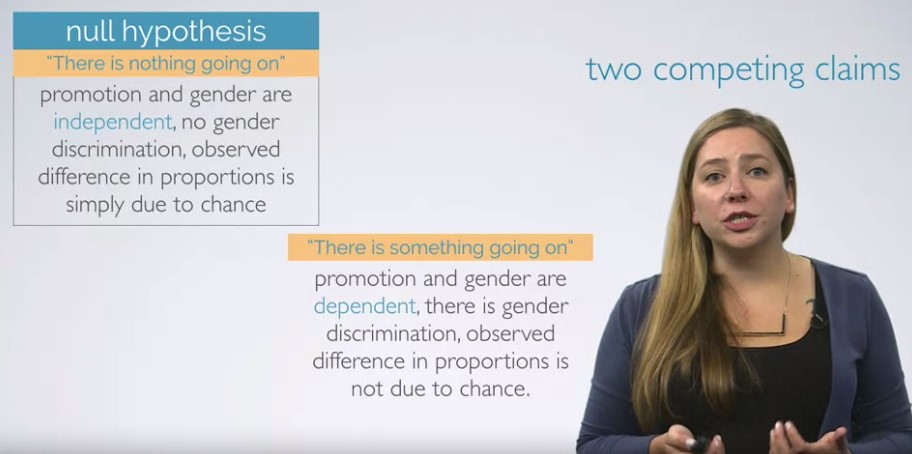 null hypothesis
"There is nothing going on"
promotion and gender are
independent, no gender
discrimination, observed
difference in proportions is
simply due to chance
two competing claims
"There is something going on"
promotion and gender are
dependent, there is gender
discrimination, observed
difference in proportions is
not due to chance.